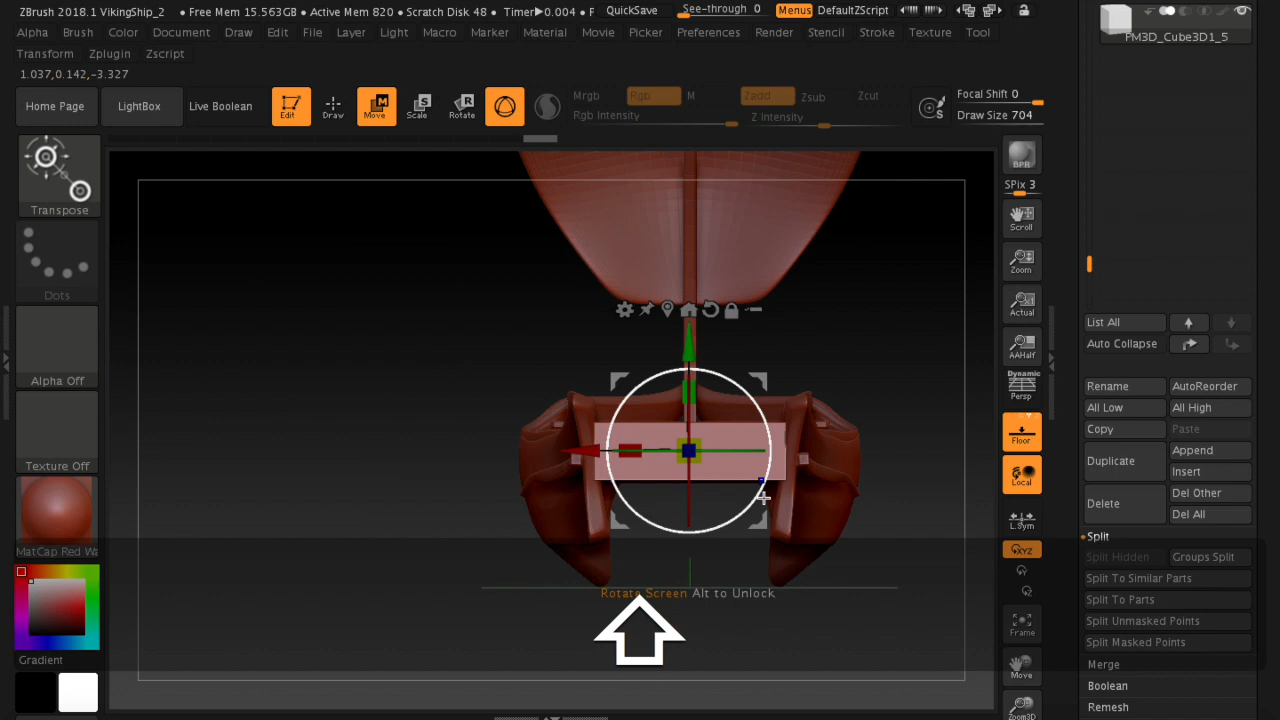 ZBrush 2018.1 VikingShip_2 ● Free Mem 15.563GB ● Active Mem 820 ● Scratch Disk 48 ● Timer▶0.004 ● F QuickSave See-through 0 Menus DefaultZScript
Alpha Brush Color Document Draw Edit File Layer Light Macro Marker Material Movie Picker Preferences Render Stencil Stroke Texture Tool
Transform Zplugin Zscript
1.037,0.142,-3.327
Home Page LightBox Live Boolean Edit Draw Move Scale Rotate
Mrgb Rgb M Zadd Zsub Zcut
Rgb Intensity Z Intensity
Focal Shift 0
Draw Size 704
Transpose
Dots
Alpha Off
Texture Off
MatCap Red Wa
Gradient
Rotate Screen Alt to Unlock
BPR
SPix 3
Scroll
Zoom
Actual
AAHalf
Dynamic
Persp
Floor
Local
L.Sym
XYZ
Frame
Move
Zoom3D
PM3D_Cube3D1_5
List All
Auto Collapse
Rename AutoReorder
All Low All High
Copy Paste
Duplicate Append
Insert
Delete Del Other
Del All
Split
Split Hidden Groups Split
Split To Similar Parts
Split To Parts
Split Unmasked Points
Split Masked Points
Merge
Boolean
Remesh